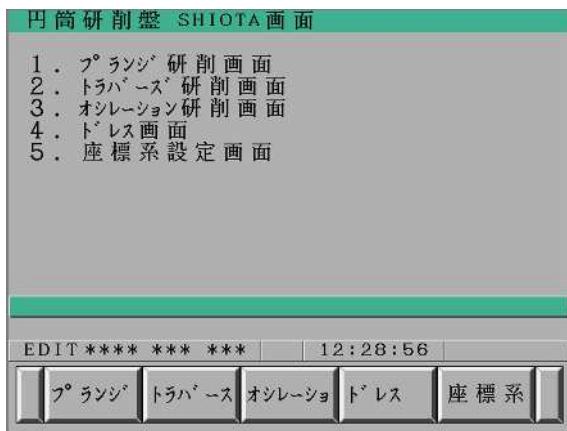 円筒研削盤 SHIOTA画面
1. プランジ研削画面
2. トラバーズ研削画面
3. オシレーション研削画面
4. ドレス画面
5. 座標系設定画面
EDIT **** *** *** 12:28:56
プランジ トラバース オシレーショ ドレス 座標系